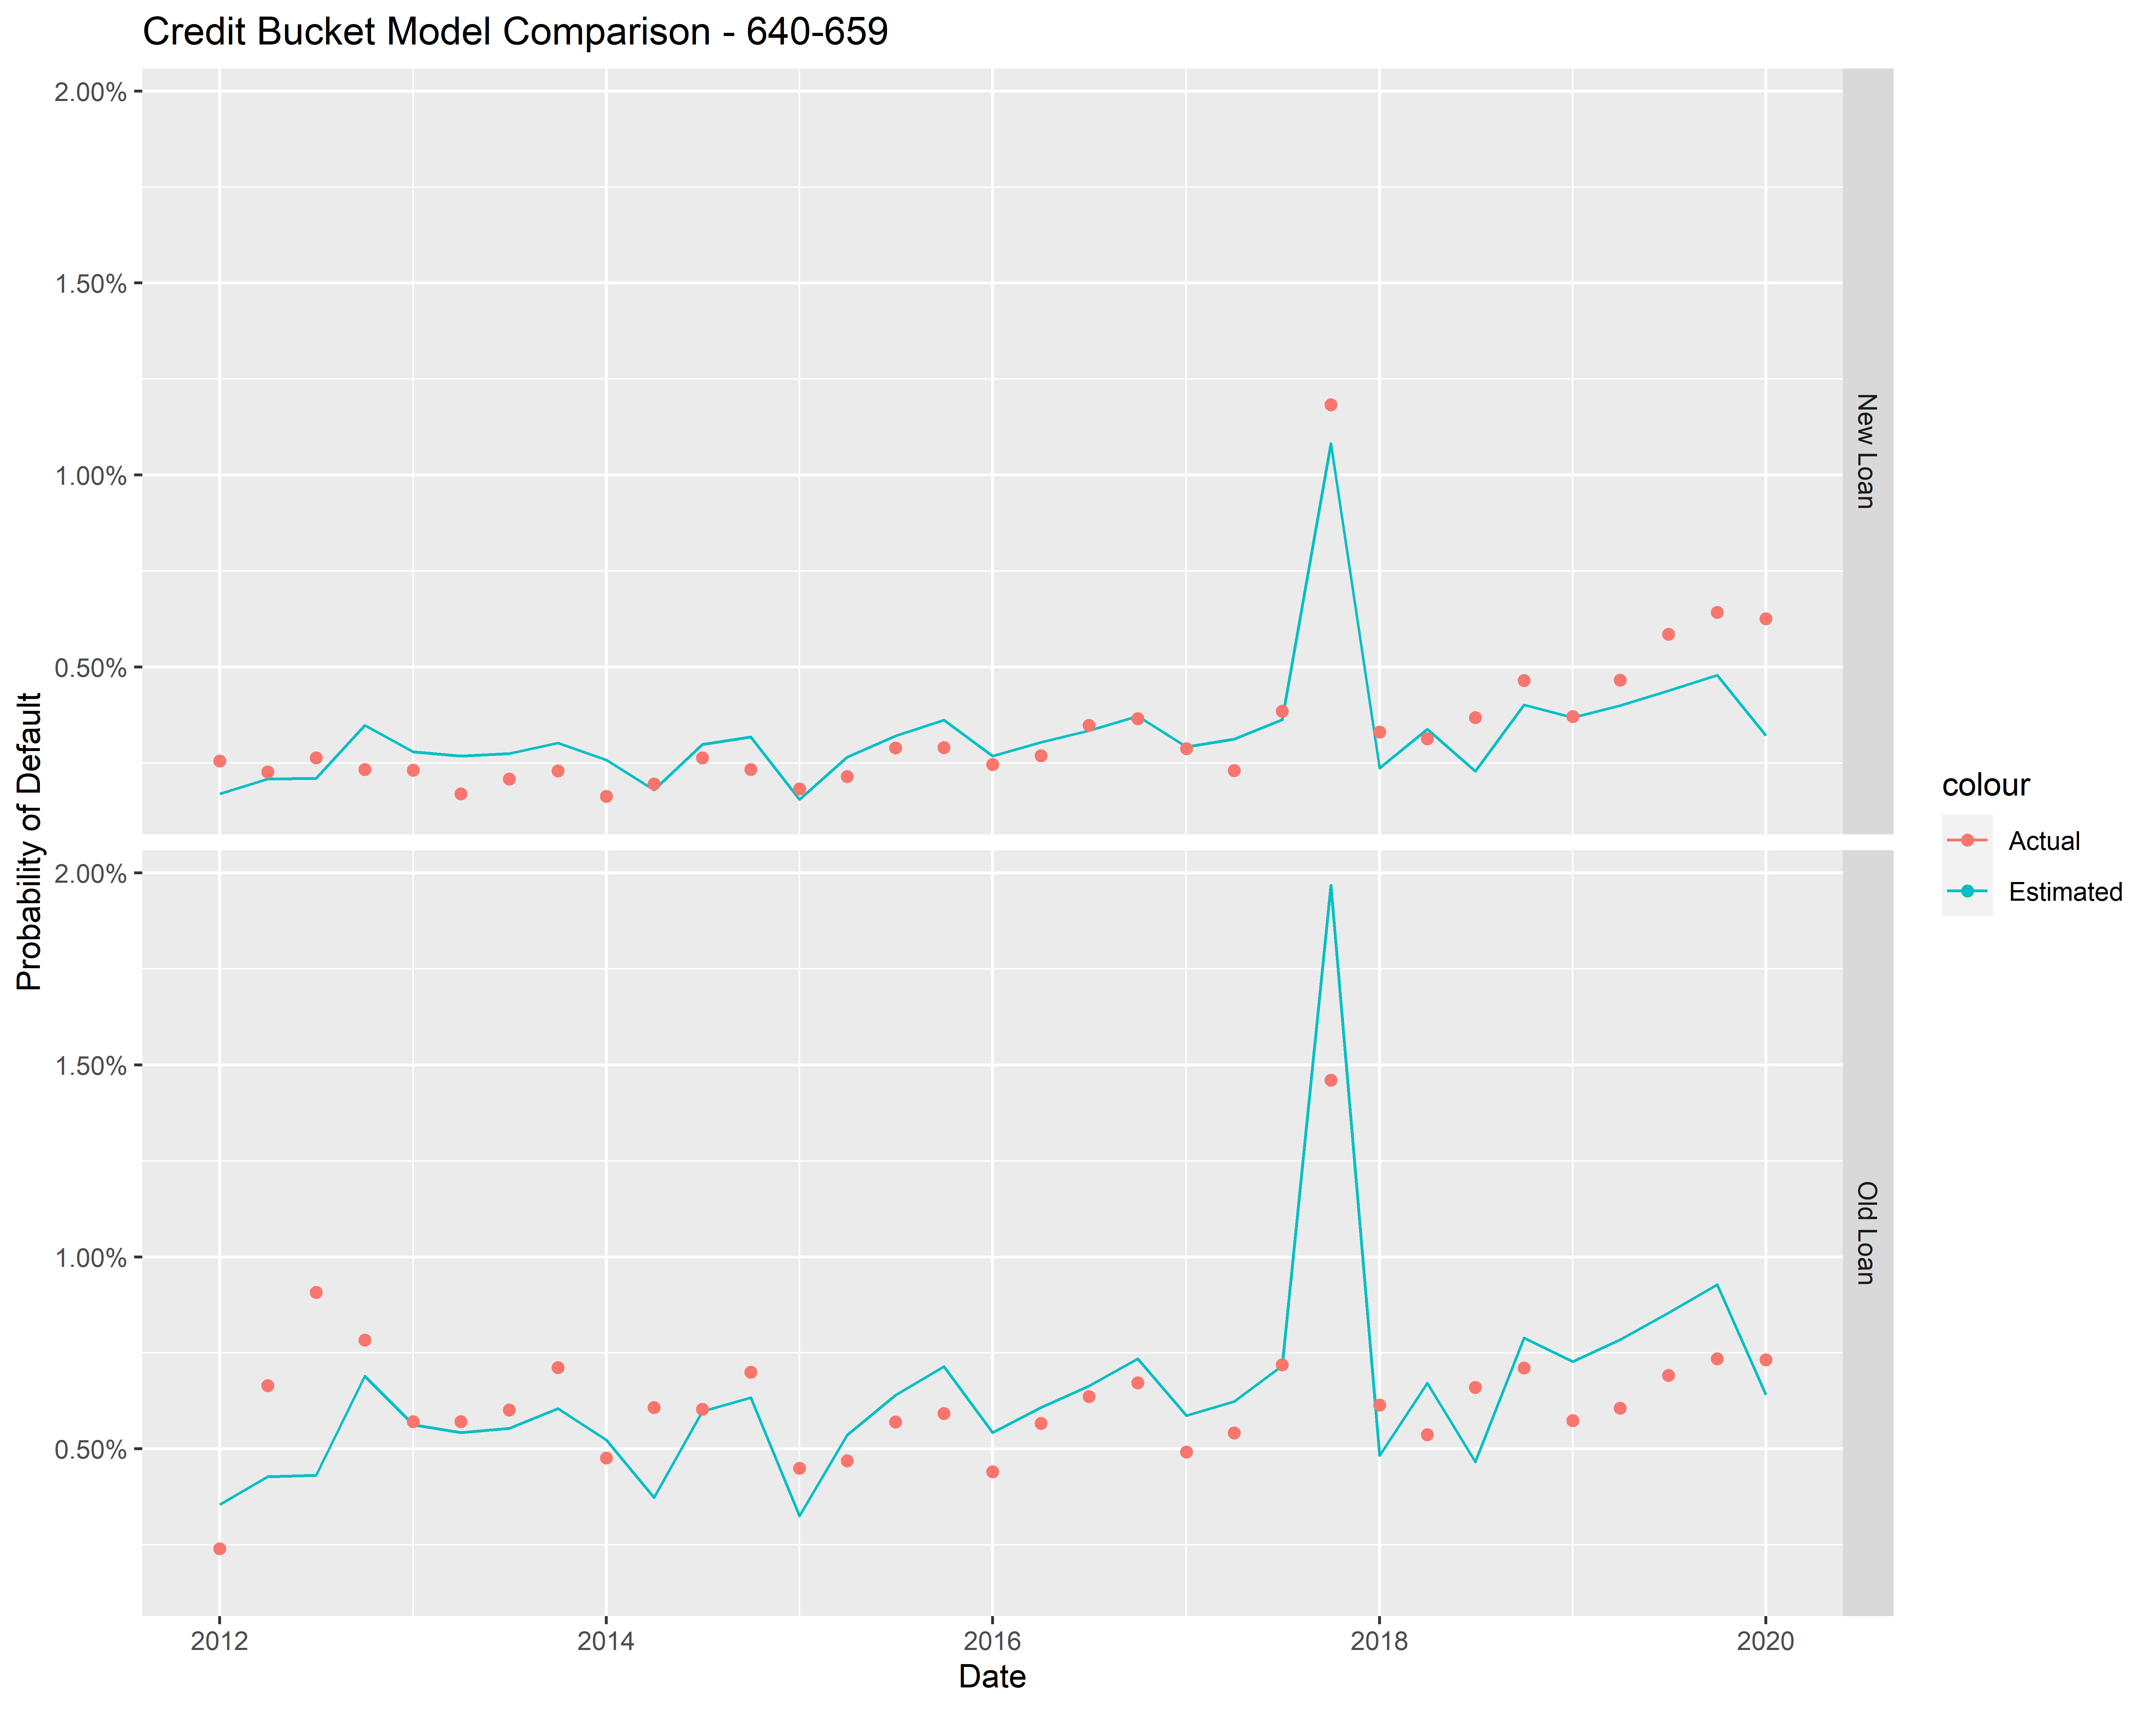 Credit Bucket Model Comparison - 640-659
2.00%
1.50%
1.00%
0.50%
New Loan
2.00%
1.50%
1.00%
0.50%
Old Loan
Probability of Default
2012
2014
2016
2018
2020
Date
colour
Actual
Estimated